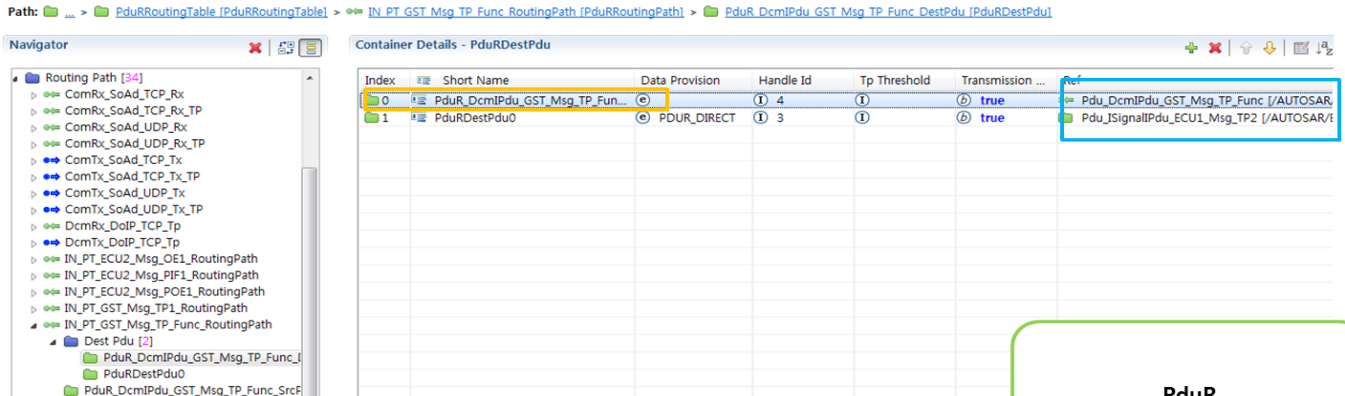 Path: ... > PduRRoutingTable [PduRRoutingTable] > IN_PT_GST_Msg_TP_Func_RoutingPath [PduRRoutingPath] > PduR_DcmIPdu_GST_Msg_TP_Func_DestPdu [PduRDestPdu]
Navigator
Routing Path [34]
ComRx_SoAd_TCP_Rx
ComRx_SoAd_TCP_Rx_TP
ComRx_SoAd_UDP_Rx
ComRx_SoAd_UDP_Rx_TP
ComTx_SoAd_TCP_Tx
ComTx_SoAd_TCP_Tx_TP
ComTx_SoAd_UDP_Tx
ComTx_SoAd_UDP_Tx_TP
DcmRx_DoIP_TCP_Tp
DcmTx_DoIP_TCP_Tp
IN_PT_ECU2_Msg_OE1_RoutingPath
IN_PT_ECU2_Msg_PIF1_RoutingPath
IN_PT_ECU2_Msg_POE1_RoutingPath
IN_PT_GST_Msg_TP1_RoutingPath
IN_PT_GST_Msg_TP_Func_RoutingPath
Dest Pdu [2]
PduR_DcmIPdu_GST_Msg_TP_Func_
PduRDestPdu0
PduR_DcmIPdu_GST_Msg_TP_Func_Src
Container Details - PduRDestPdu
Index Short Name Data Provision Handle Id Tp Threshold Transmission ... Ref
0 PduR_DcmIPdu_GST_Msg_TP_Fun... 4 true Pdu_DcmIPdu_GST_Msg_TP_Func [/AUTOSAR/
1 PduRDestPdu0 PDUR_DIRECT 3 true Pdu_ISignalIPdu_ECU1_Msg_TP2 [/AUTOSAR/
PduR